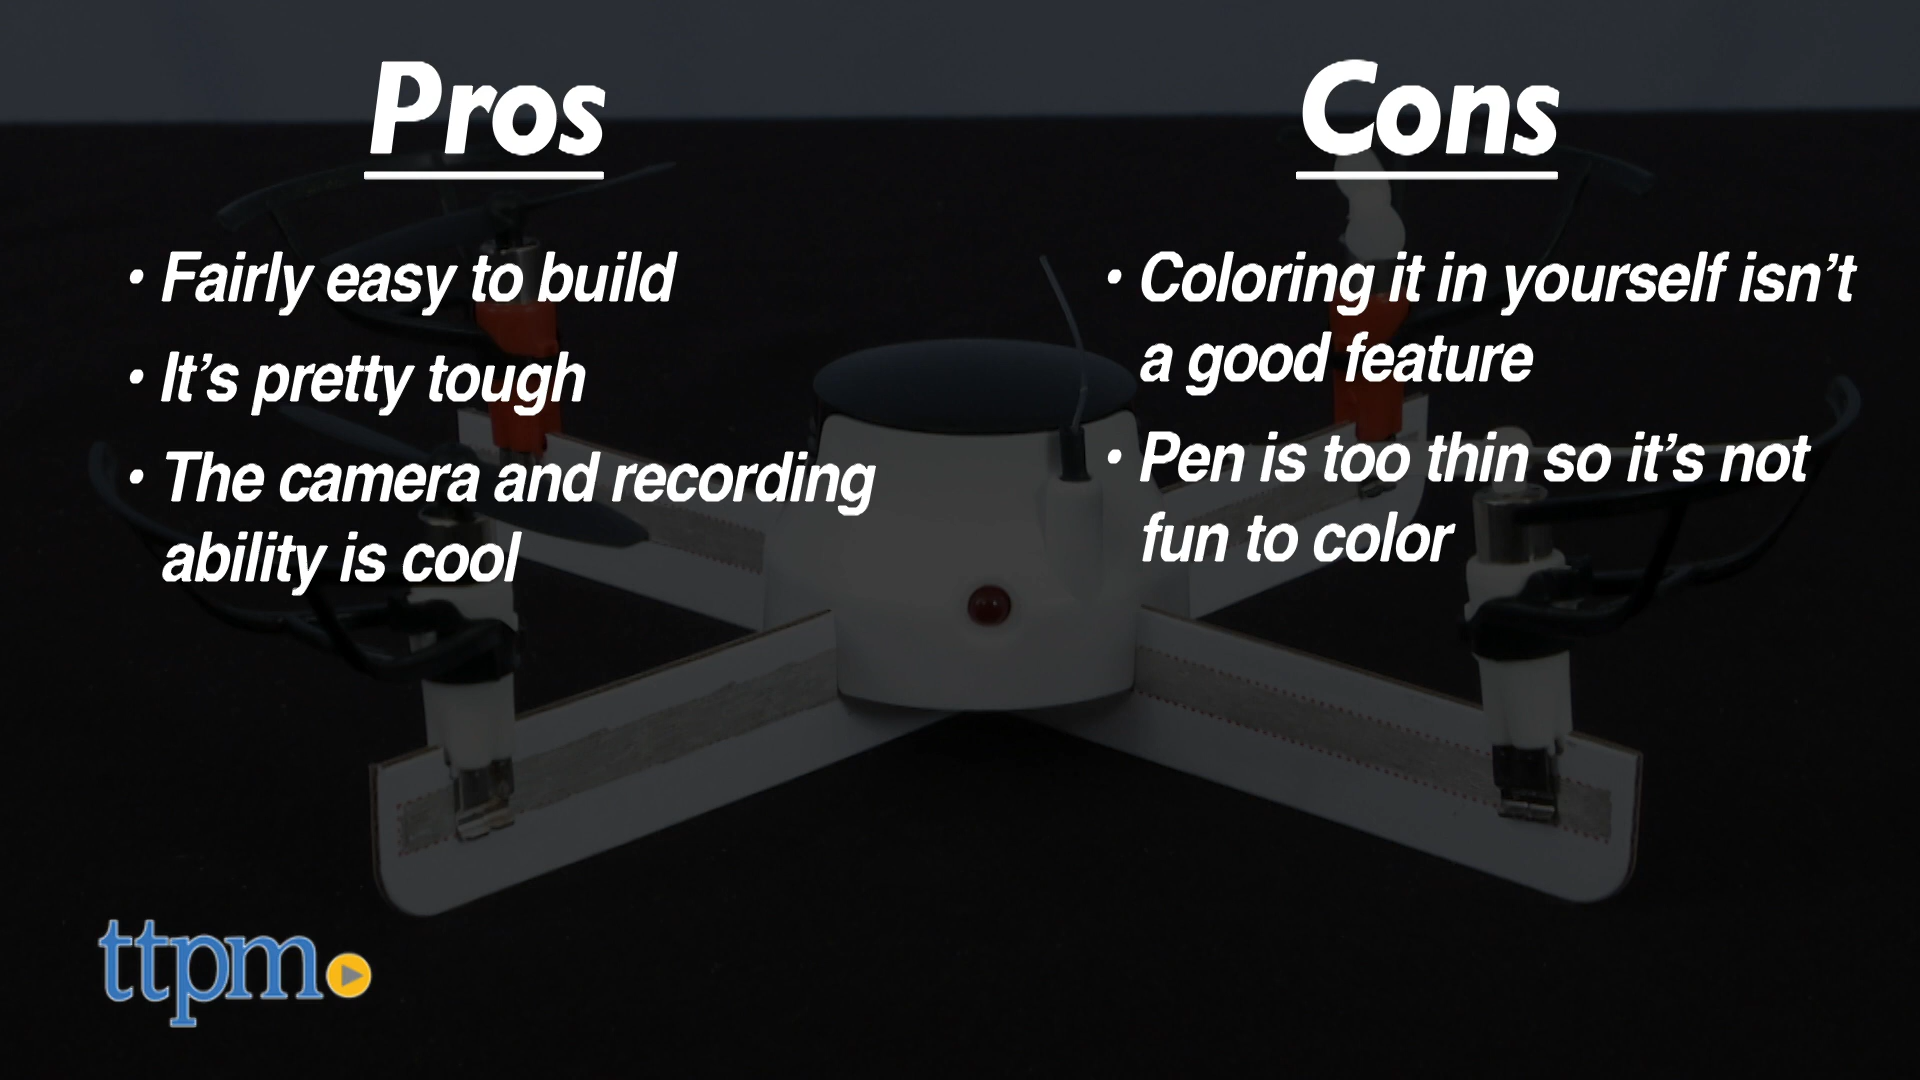 Pros
• Fairly easy to build
• It’s pretty tough
• The camera and recording
ability is cool
Cons
• Coloring it in yourself isn’t
a good feature
• Pen is too thin so it’s not
fun to color
ttpm